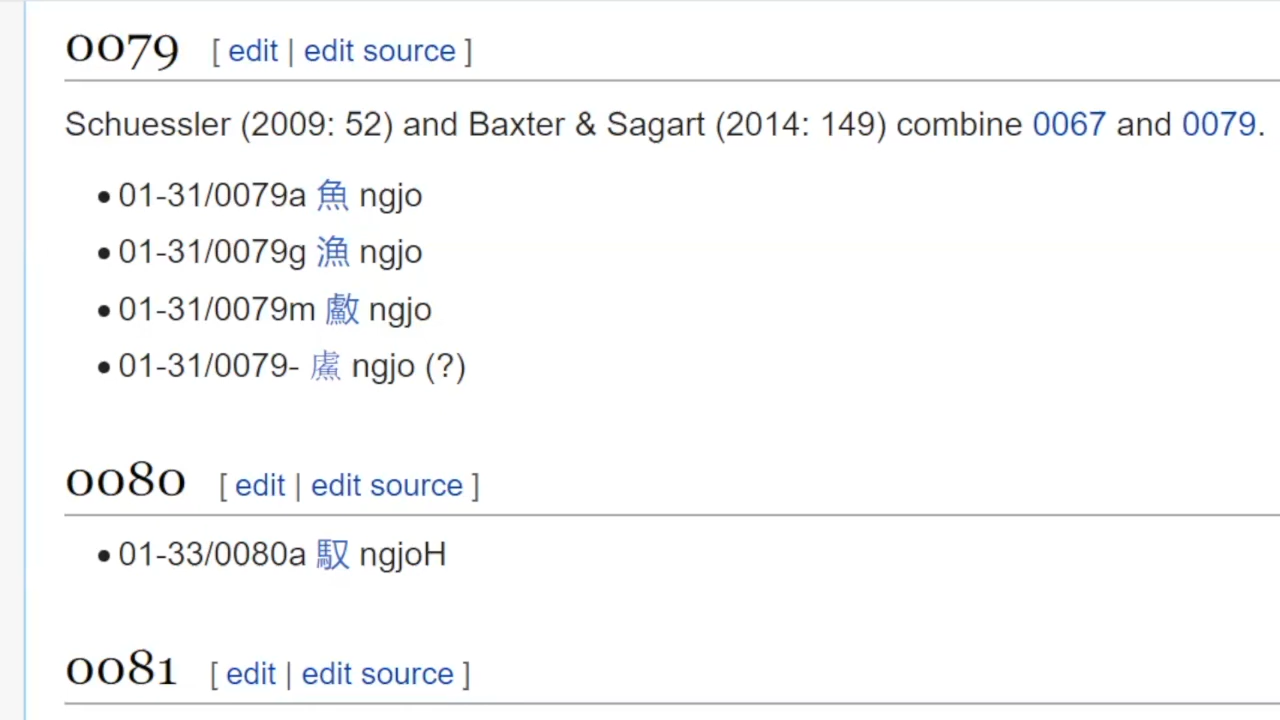 0079 [ edit | edit source ]
Schuessler (2009: 52) and Baxter & Sagart (2014: 149) combine 0067 and 0079.
• 01-31/0079a 魚 ngjo
• 01-31/0079g 漁 ngjo
• 01-31/0079m 䱷 ngjo
• 01-31/0079- 𩵎 ngjo (?)
0080 [ edit | edit source ]
• 01-33/0080a 馭 ngjoH
0081 [ edit | edit source ]